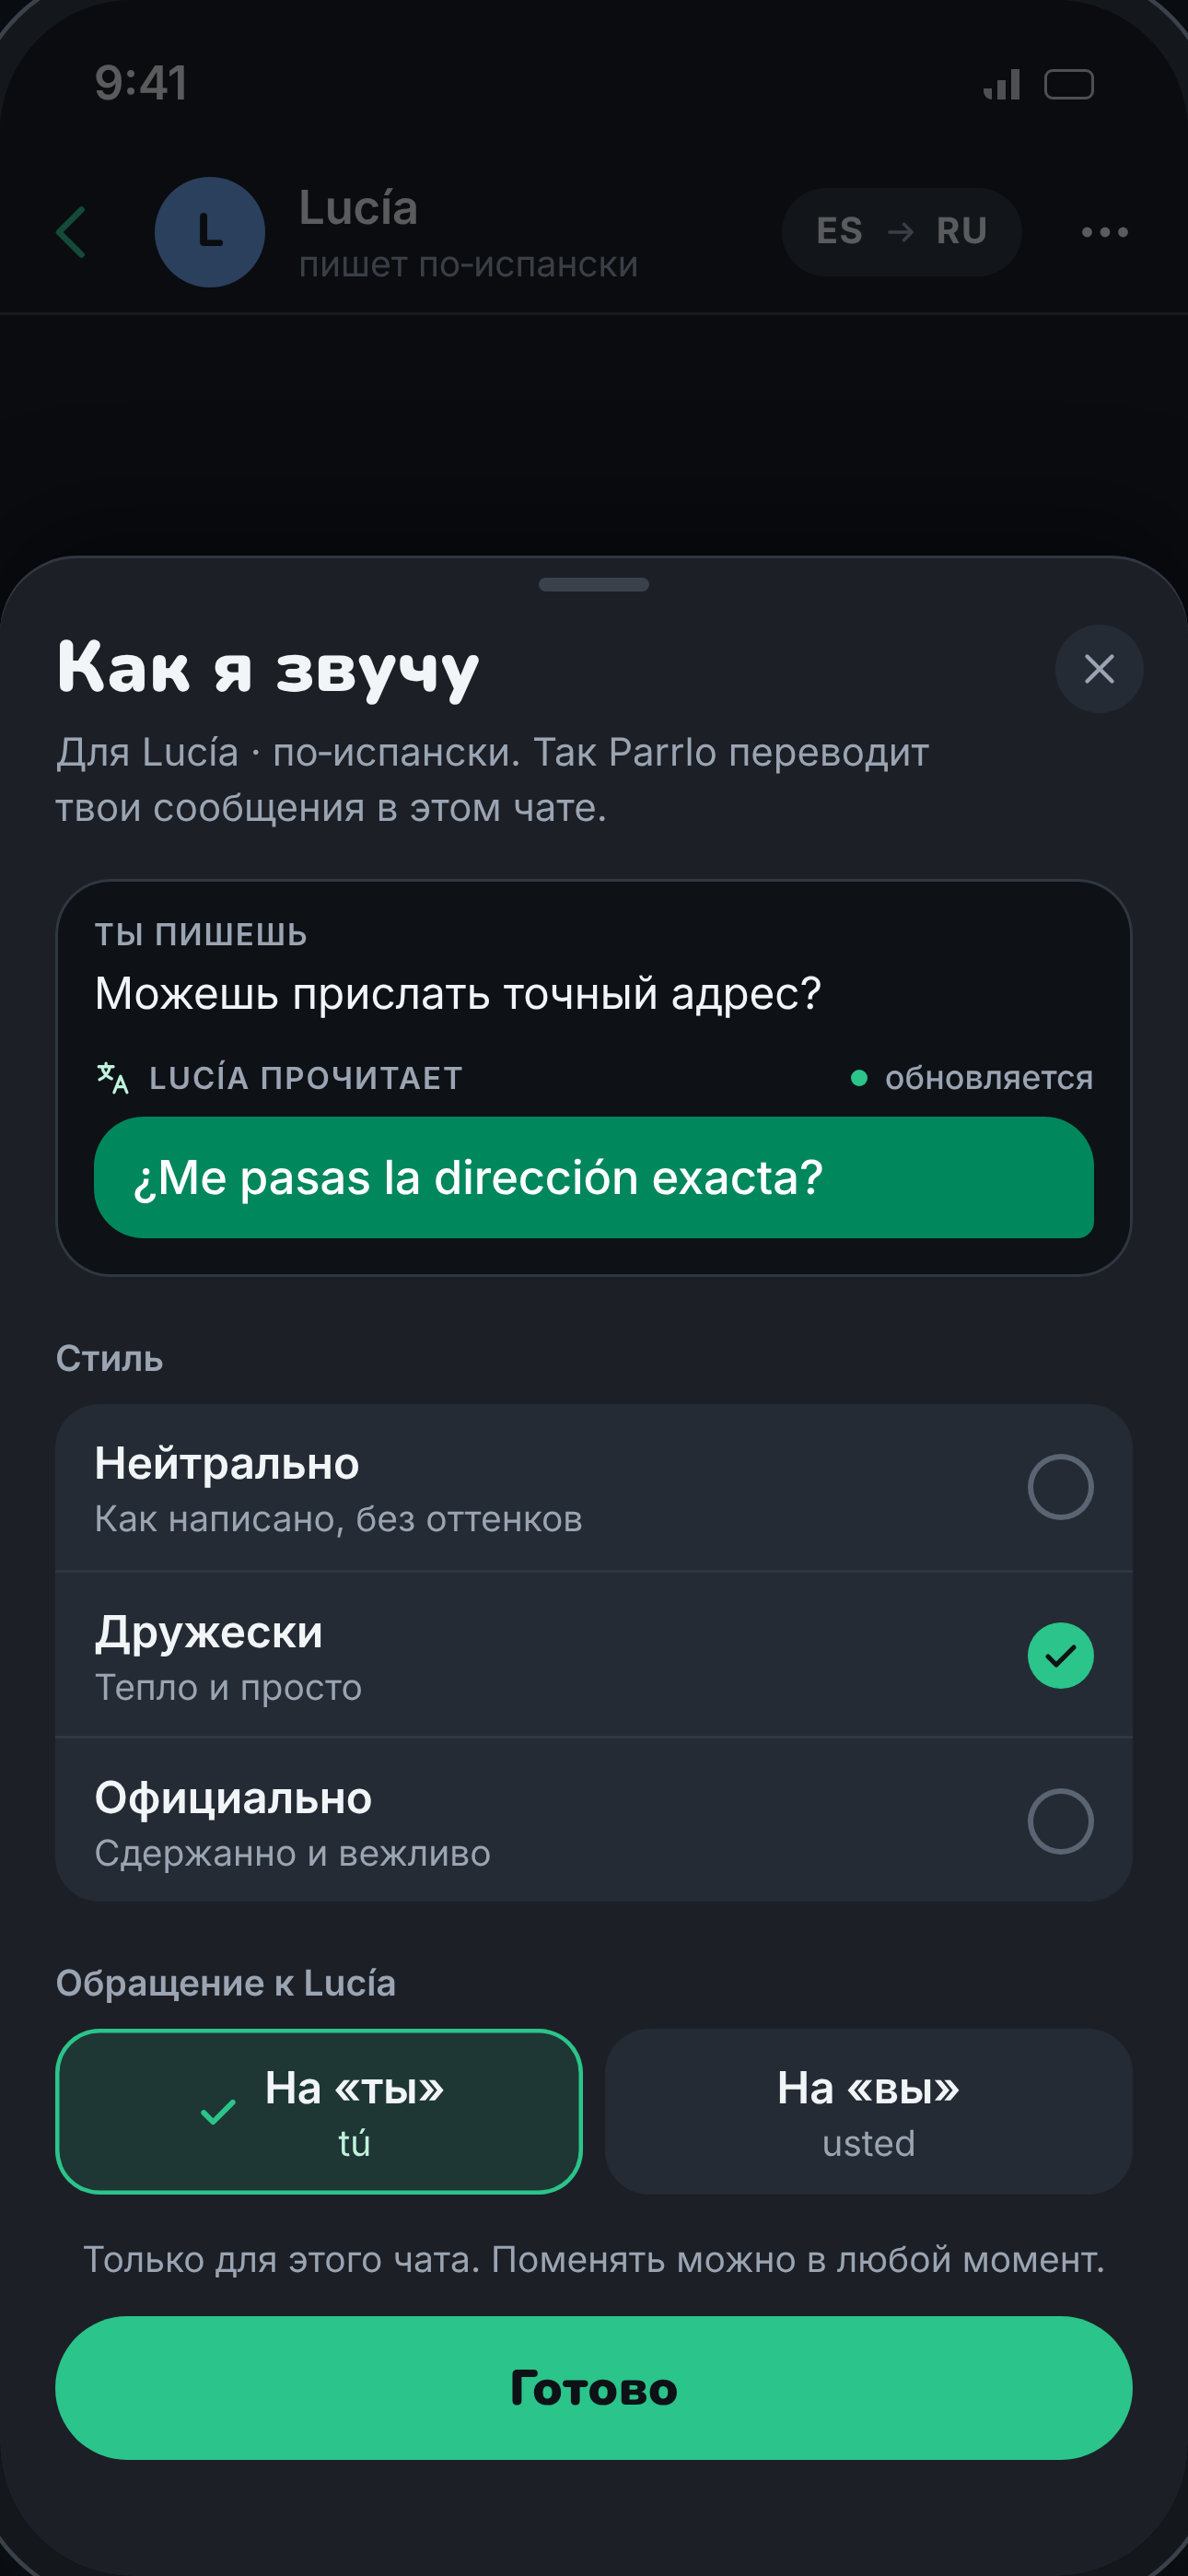 9:41
L
Lucía
пишет по-испански
ES → RU
Как я звучу
Для Lucía · по-испански. Так Parrlo переводит
твои сообщения в этом чате.
ТЫ ПИШЕШЬ
Можешь прислать точный адрес?
LUCÍA ПРОЧИТАЕТ
обновляется
¿Me pasas la dirección exacta?
Стиль
Нейтрально
Как написано, без оттенков
Дружески
Тепло и просто
Официально
Сдержанно и вежливо
Обращение к Lucía
На «ты»
tú
На «вы»
usted
Только для этого чата. Поменять можно в любой момент.
Готово